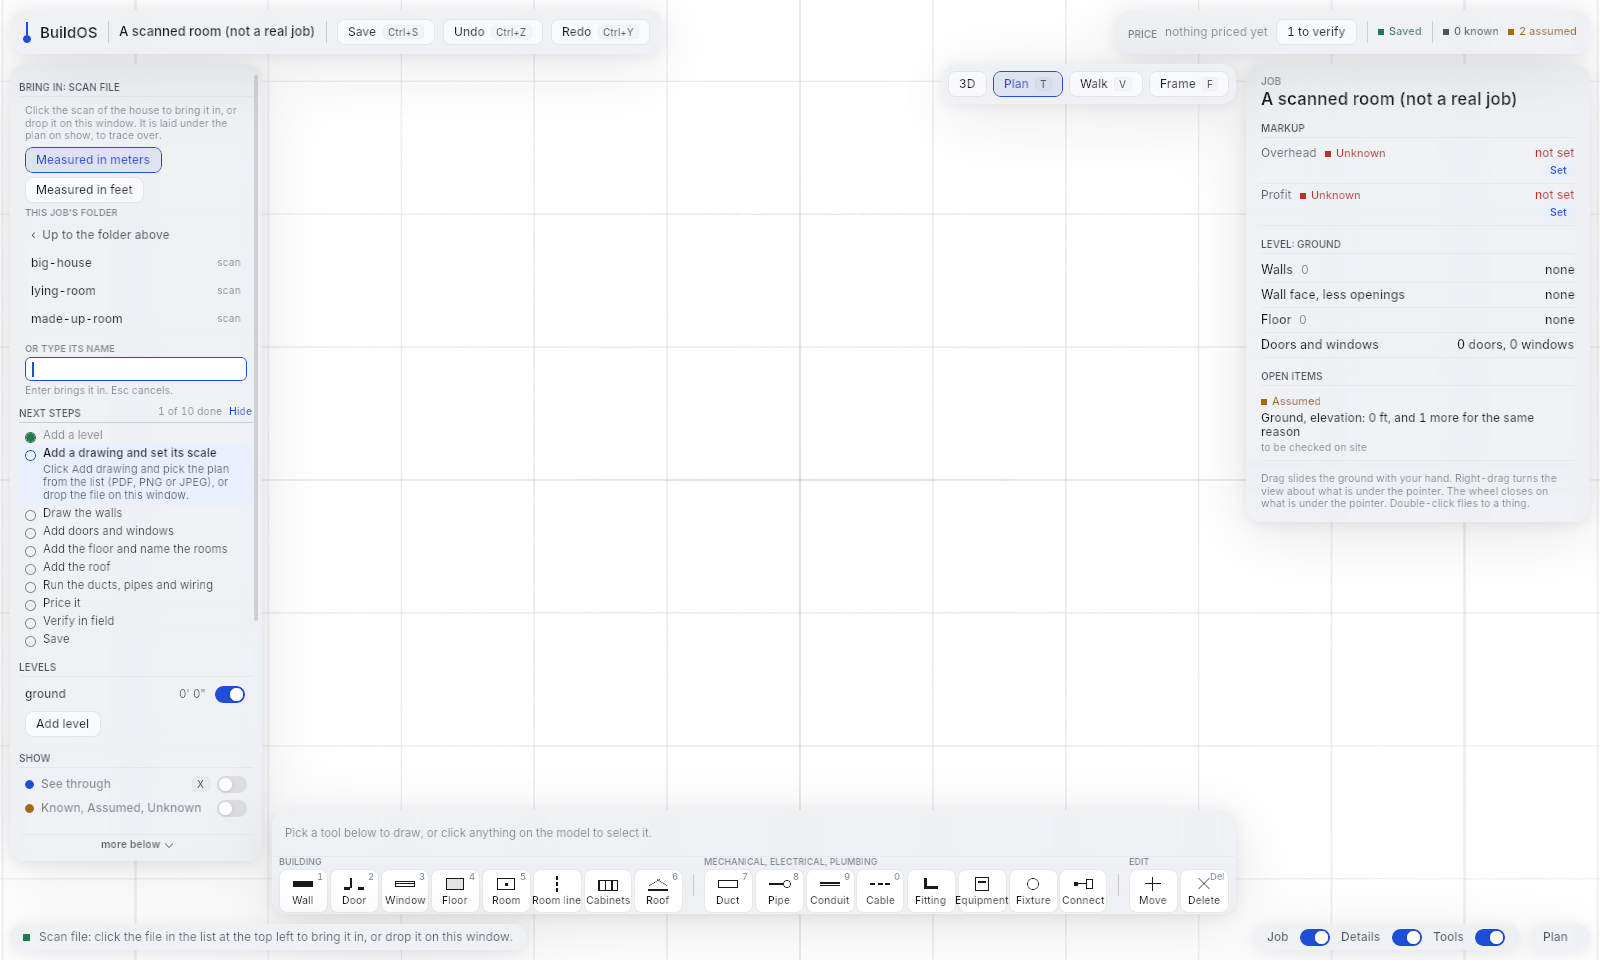 BuildOS
A scanned room (not a real job)
Save Ctrl+S
Undo Ctrl+Z
Redo Ctrl+Y
PRICE nothing priced yet
1 to verify
Saved
0 known
2 assumed
BRING IN: SCAN FILE
Click the scan of the house to bring it in, or
drop it on this window. It is laid under the
plan on show, to trace over.
Measured in meters
Measured in feet
THIS JOB'S FOLDER
‹ Up to the folder above
big-house scan
lying-room scan
made-up-room scan
OR TYPE ITS NAME
Enter brings it in. Esc cancels.
NEXT STEPS 1 of 10 done Hide
Add a level
Add a drawing and set its scale
Click Add drawing and pick the plan
from the list (PDF, PNG or JPEG), or
drop the file on this window.
Draw the walls
Add doors and windows
Add the floor and name the rooms
Add the roof
Run the ducts, pipes and wiring
Price it
Verify in field
Save
LEVELS
ground 0' 0"
Add level
SHOW
See through X
Known, Assumed, Unknown
more below
3D
Plan T
Walk V
Frame F
JOB
A scanned room (not a real job)
MARKUP
Overhead Unknown not set
Set
Profit Unknown not set
Set
LEVEL: GROUND
Walls 0 none
Wall face, less openings none
Floor 0 none
Doors and windows 0 doors, 0 windows
OPEN ITEMS
Assumed
Ground, elevation: 0 ft, and 1 more for the same
reason
to be checked on site
Drag slides the ground with your hand. Right-drag turns the
view about what is under the pointer. The wheel closes on
what is under the pointer. Double-click flies to a thing.
Pick a tool below to draw, or click anything on the model to select it.
BUILDING
Wall 1
Door 2
Window 3
Floor 4
Room 5
Room line
Cabinets
Roof 6
MECHANICAL, ELECTRICAL, PLUMBING
Duct 7
Pipe 8
Conduit 9
Cable 0
Fitting
Equipment
Fixture
Connect
EDIT
Move
Delete Del
Scan file: click the file in the list at the top left to bring it in, or drop it on this window.
Job
Details
Tools
Plan